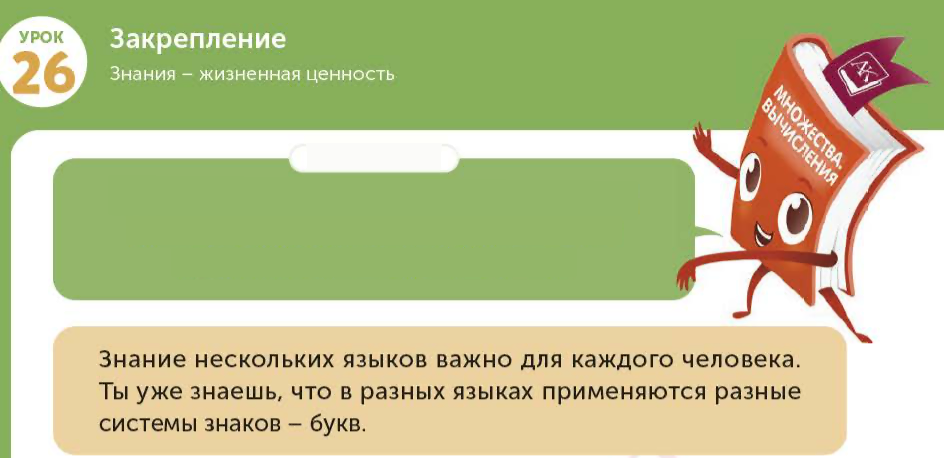 УРОК
26
Закрепление
Знания – жизненная ценность
АК
МНОЖЕСТВА.
ВЫЧИСЛЕНИЯ
Знание нескольких языков важно для каждого человека.
Ты уже знаешь, что в разных языках применяются разные
системы знаков – букв.